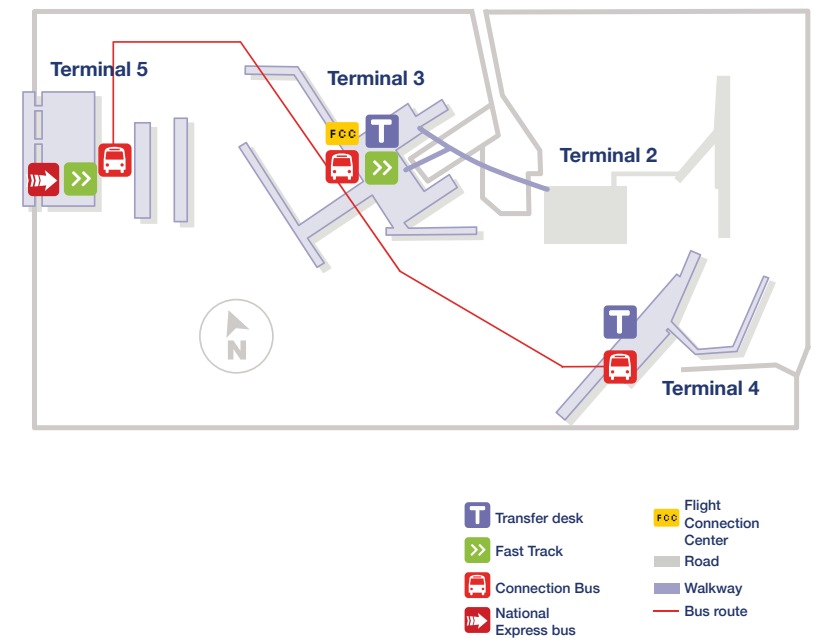 Terminal 5
Terminal 3
FCC
T
Terminal 2
N
T
Terminal 4
T Transfer desk
Fast Track
Connection Bus
National
Express bus
FCC Flight
Connection
Center
Road
Walkway
Bus route